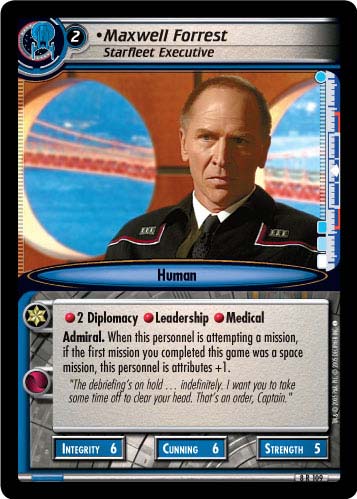 2
•Maxwell Forrest
Starfleet Executive
Human
• 2 Diplomacy • Leadership • Medical
Admiral. When this personnel is attempting a mission,
if the first mission you completed this game was a space
mission, this personnel is attributes +1.
"The debriefing's on hold ... indefinitely. I want you to take
some time off to clear your head. That's an order, Captain."
INTEGRITY 6 CUNNING 6 STRENGTH 5
8 R 109